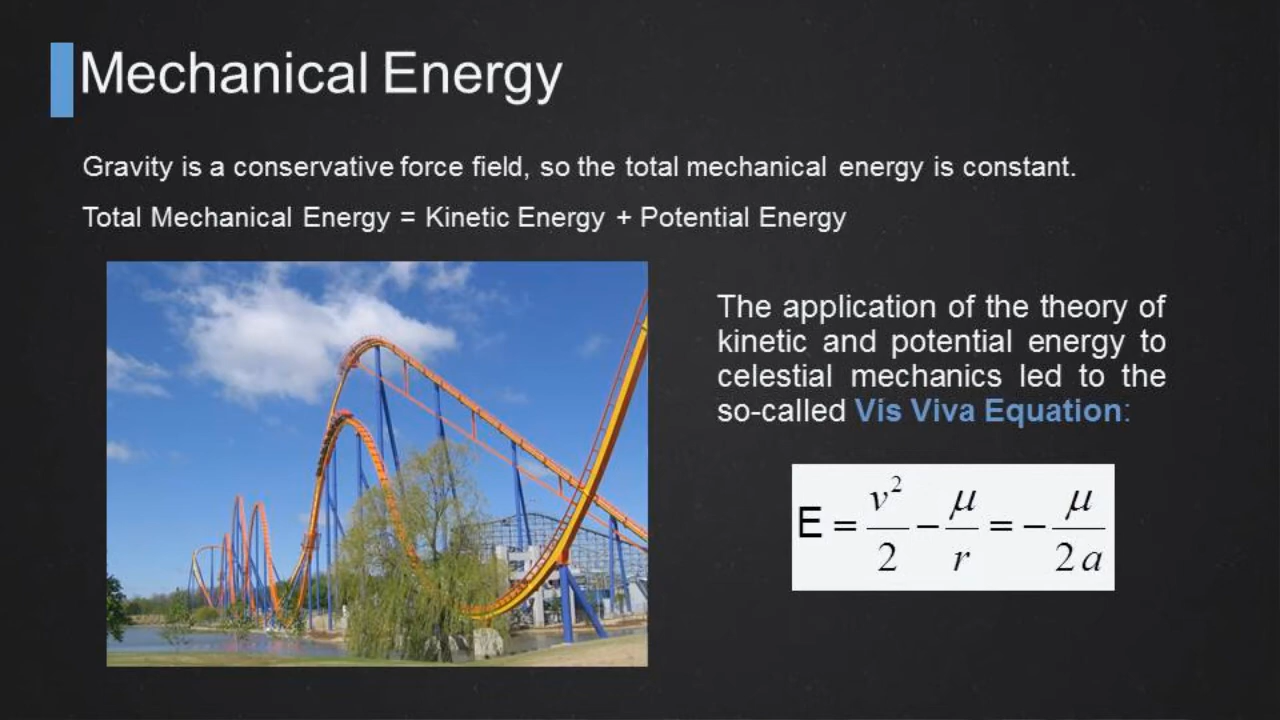 Mechanical Energy
Gravity is a conservative force field, so the total mechanical energy is constant.
Total Mechanical Energy = Kinetic Energy + Potential Energy
The application of the theory of
kinetic and potential energy to
celestial mechanics led to the
so-called Vis Viva Equation:
E = v²/2 − μ/r = − μ/2a